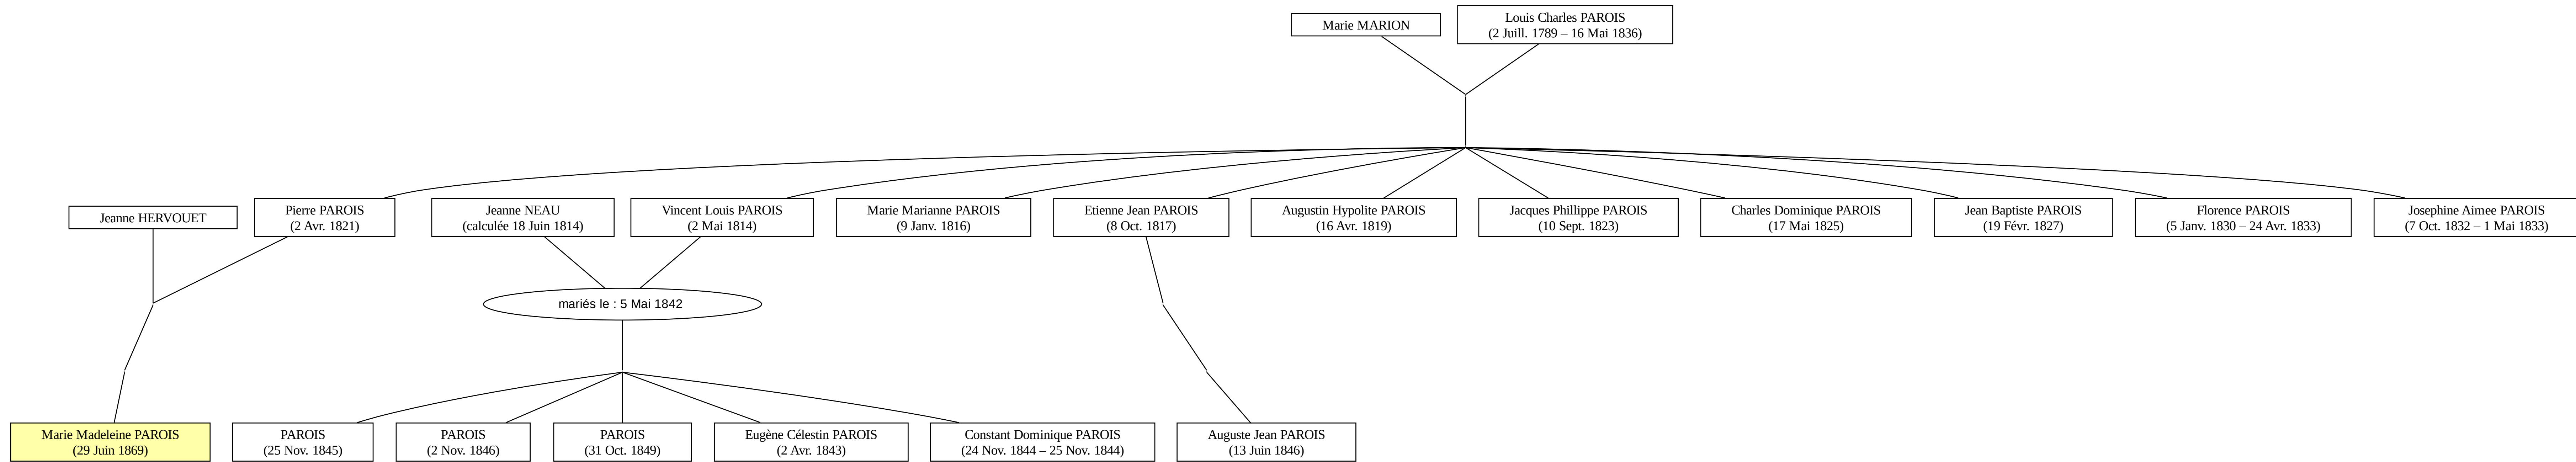 Marie MARION
Louis Charles PAROIS
(2 Juill. 1789 – 16 Mai 1836)
Jeanne HERVOUET
Pierre PAROIS
(2 Avr. 1821)
Jeanne NEAU
(calculée 18 Juin 1814)
Vincent Louis PAROIS
(2 Mai 1814)
Marie Marianne PAROIS
(9 Janv. 1816)
Etienne Jean PAROIS
(8 Oct. 1817)
Augustin Hypolite PAROIS
(16 Avr. 1819)
Jacques Phillippe PAROIS
(10 Sept. 1823)
Charles Dominique PAROIS
(17 Mai 1825)
Jean Baptiste PAROIS
(19 Févr. 1827)
Florence PAROIS
(5 Janv. 1830 – 24 Avr. 1833)
Josephine Aimee PAROIS
(7 Oct. 1832 – 1 Mai 1833)
mariés le : 5 Mai 1842
Marie Madeleine PAROIS
(29 Juin 1869)
PAROIS
(25 Nov. 1845)
PAROIS
(2 Nov. 1846)
PAROIS
(31 Oct. 1849)
Eugène Célestin PAROIS
(2 Avr. 1843)
Constant Dominique PAROIS
(24 Nov. 1844 – 25 Nov. 1844)
Auguste Jean PAROIS
(13 Juin 1846)